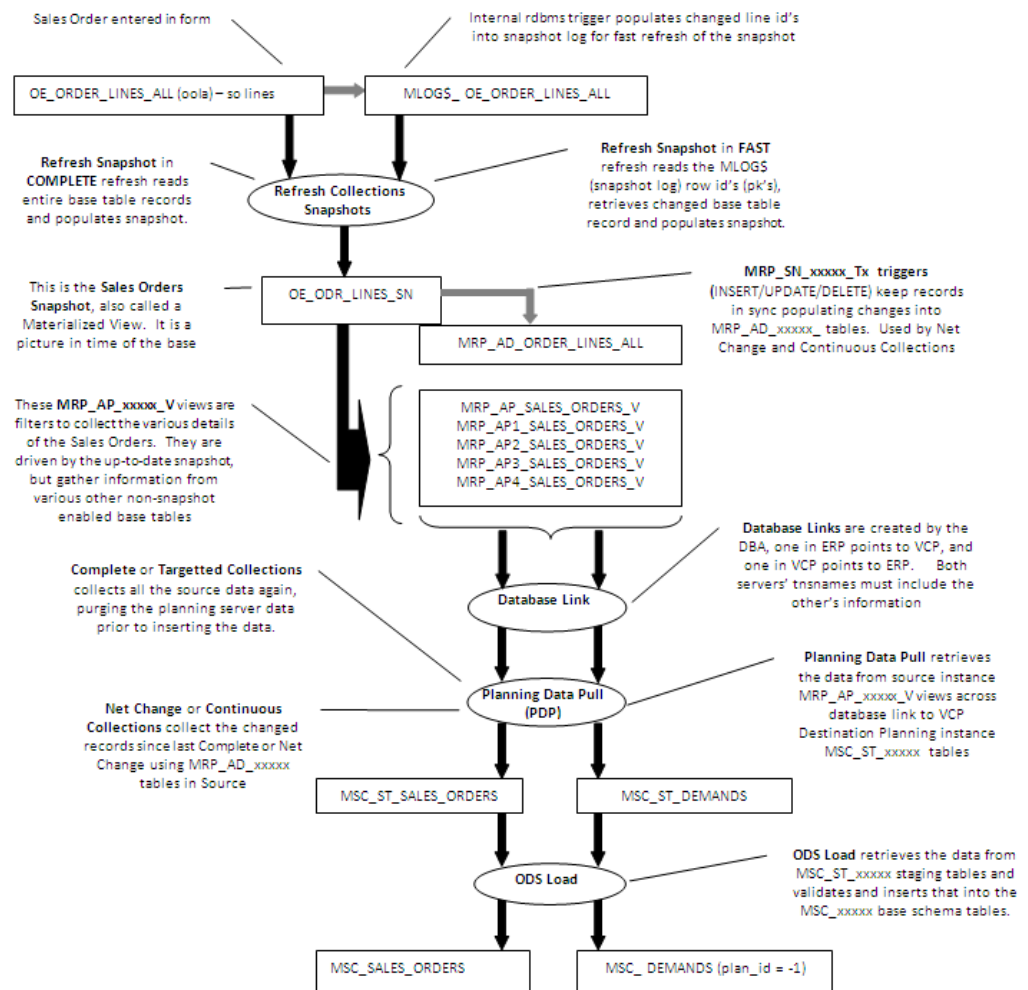 Sales Order entered in form
Internal rdbms trigger populates changed line id's
into snapshot log for fast refresh of the snapshot
OE_ORDER_LINES_ALL (oola) – so lines
MLOG$_ OE_ORDER_LINES_ALL
Refresh Snapshot in
COMPLETE refresh reads
entire base table records
and populates snapshot.
Refresh Collections
Snapshots
Refresh Snapshot in FAST
refresh reads the MLOG$
(snapshot log) row id's (pk's),
retrieves changed base table
record and populates snapshot.
This is the Sales Orders
Snapshot, also called a
Materialized View. It is a
picture in time of the base
OE_ODR_LINES_SN
MRP_SN_xxxxx_Tx triggers
(INSERT/UPDATE/DELETE) keep records
in sync populating changes into
MRP_AD_xxxxx_ tables. Used by Net
Change and Continuous Collections
MRP_AD_ORDER_LINES_ALL
These MRP_AP_xxxxx_V views are
filters to collect the various details
of the Sales Orders. They are
driven by the up-to-date snapshot,
but gather information from
various other non-snapshot
enabled base tables
MRP_AP_SALES_ORDERS_V
MRP_AP1_SALES_ORDERS_V
MRP_AP2_SALES_ORDERS_V
MRP_AP3_SALES_ORDERS_V
MRP_AP4_SALES_ORDERS_V
Database Links are created by the
DBA, one in ERP points to VCP, and
one in VCP points to ERP. Both
servers' tnsnames must include the
other's information
Complete or Targetted Collections
collects all the source data again,
purging the planning server data
prior to inserting the data.
Database Link
Planning Data Pull
(PDP)
Planning Data Pull retrieves
the data from source instance
MRP_AP_xxxxx_V views across
database link to VCP
Destination Planning instance
MSC_ST_xxxxx tables
Net Change or Continuous
Collections collect the changed
records since last Complete or Net
Change using MRP_AD_xxxxx
tables in Source
MSC_ST_SALES_ORDERS
MSC_ST_DEMANDS
ODS Load
ODS Load retrieves the data from
MSC_ST_xxxxx staging tables and
validates and inserts that into the
MSC_xxxxx base schema tables.
MSC_SALES_ORDERS
MSC_ DEMANDS (plan_id = -1)